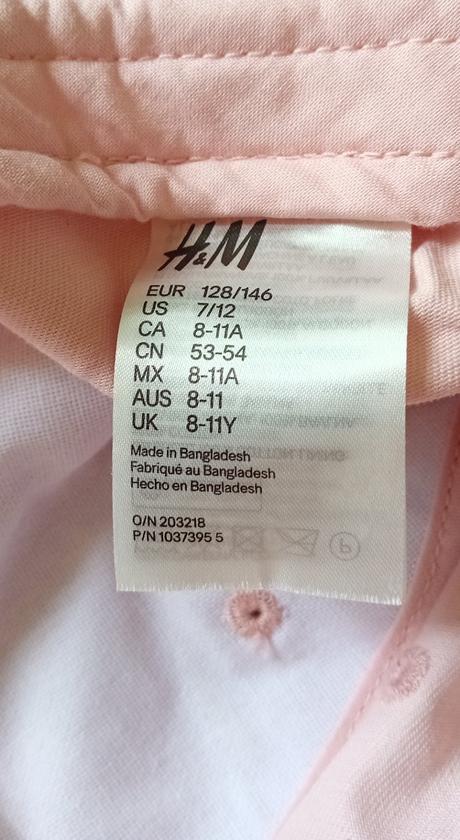 H&M
EUR 128/146
US 7/12
CA 8-11A
CN 53-54
MX 8-11A
AUS 8-11
UK 8-11Y
Made in Bangladesh
Fabriqué au Bangladesh
Hecho en Bangladesh
O/N 203218
P/N 1037395 5